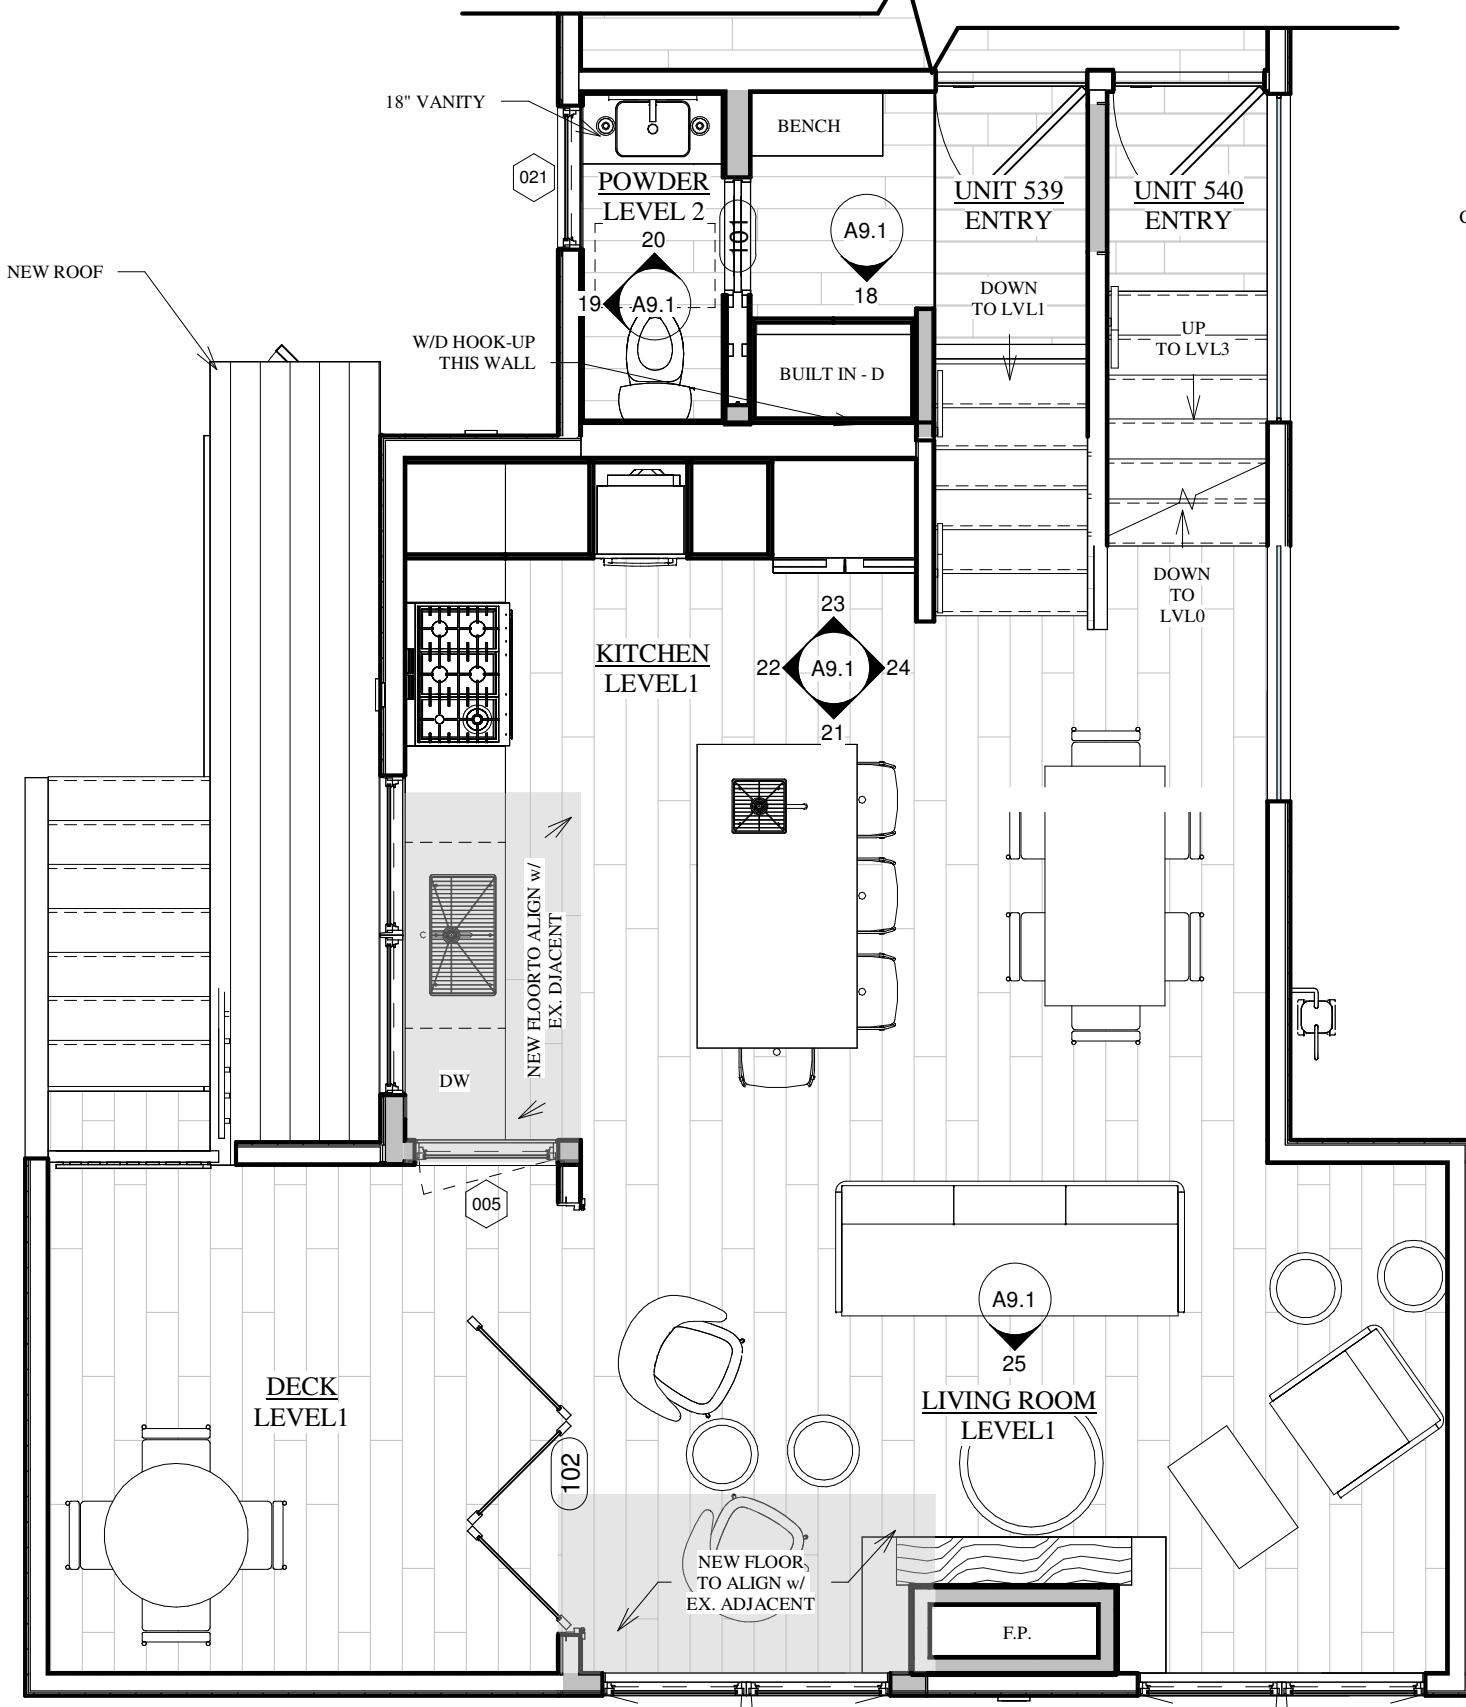 18" VANITY
BENCH
021
POWDER
LEVEL 2
UNIT 539
ENTRY
UNIT 540
ENTRY
101
A9.1
18
20
19
A9.1
NEW ROOF
DOWN
TO LVL1
UP
TO LVL3
W/D HOOK-UP
THIS WALL
BUILT IN - D
DOWN
TO
LVL0
KITCHEN
LEVEL1
23
22
A9.1
24
21
NEW FLOORTO ALIGN w/
EX. DJACENT
DW
005
A9.1
25
DECK
LEVEL1
LIVING ROOM
LEVEL1
102
NEW FLOOR
TO ALIGN w/
EX. ADJACENT
F.P.